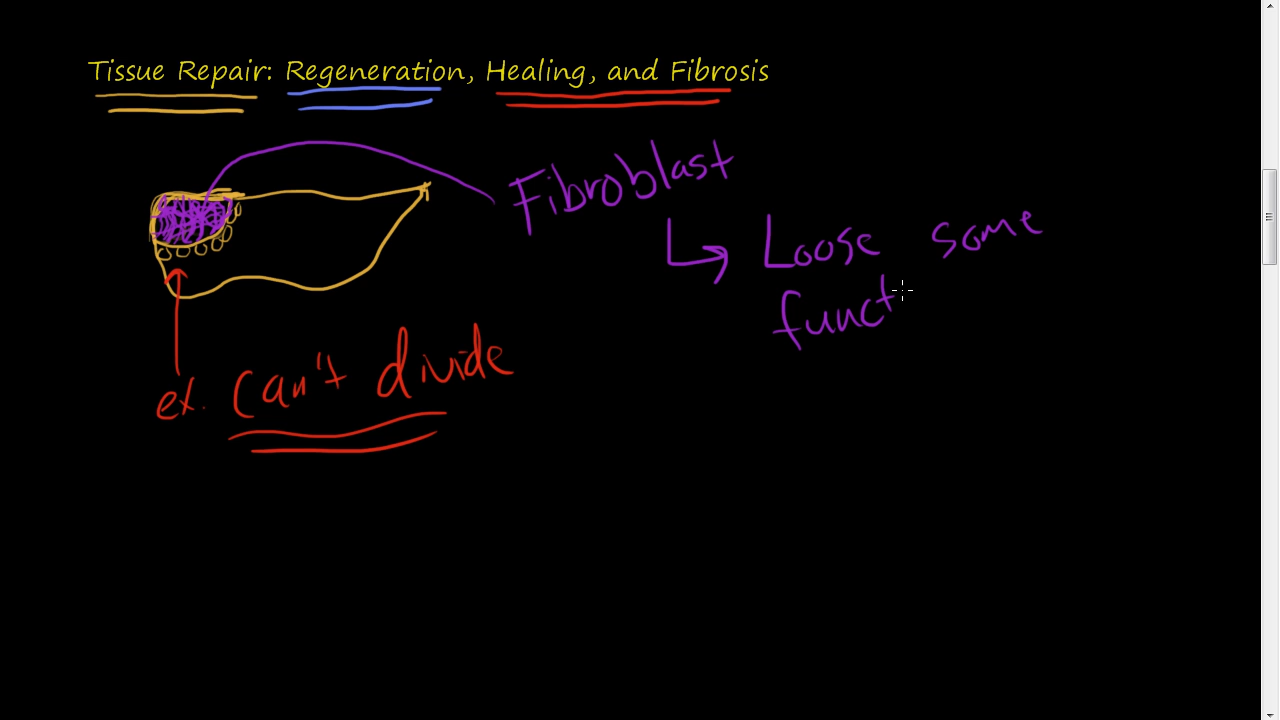 Tissue Repair: Regeneration, Healing, and Fibrosis
Fibroblast
Loose some
funct
ex. Can't divide